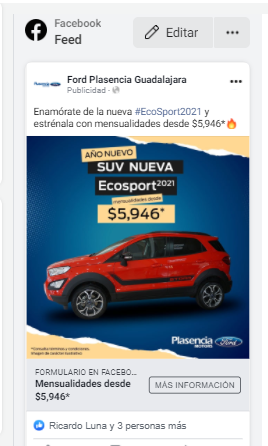 Facebook
Feed
Editar
Ford Plasencia Guadalajara
Publicidad ·
Enamórate de la nueva #EcoSport2021 y
estrénala con mensualidades desde $5,946*🔥
AÑO NUEVO
SUV NUEVA
Ecosport2021
mensualidades desde
$5,946*
*Consulta términos y condiciones.
Imagen de carácter ilustrativo
Plasencia
MOTORS
Ford
FORMULARIO EN FACEBO...
Mensualidades desde
$5,946*
MÁS INFORMACIÓN
Ricardo Luna y 3 personas más